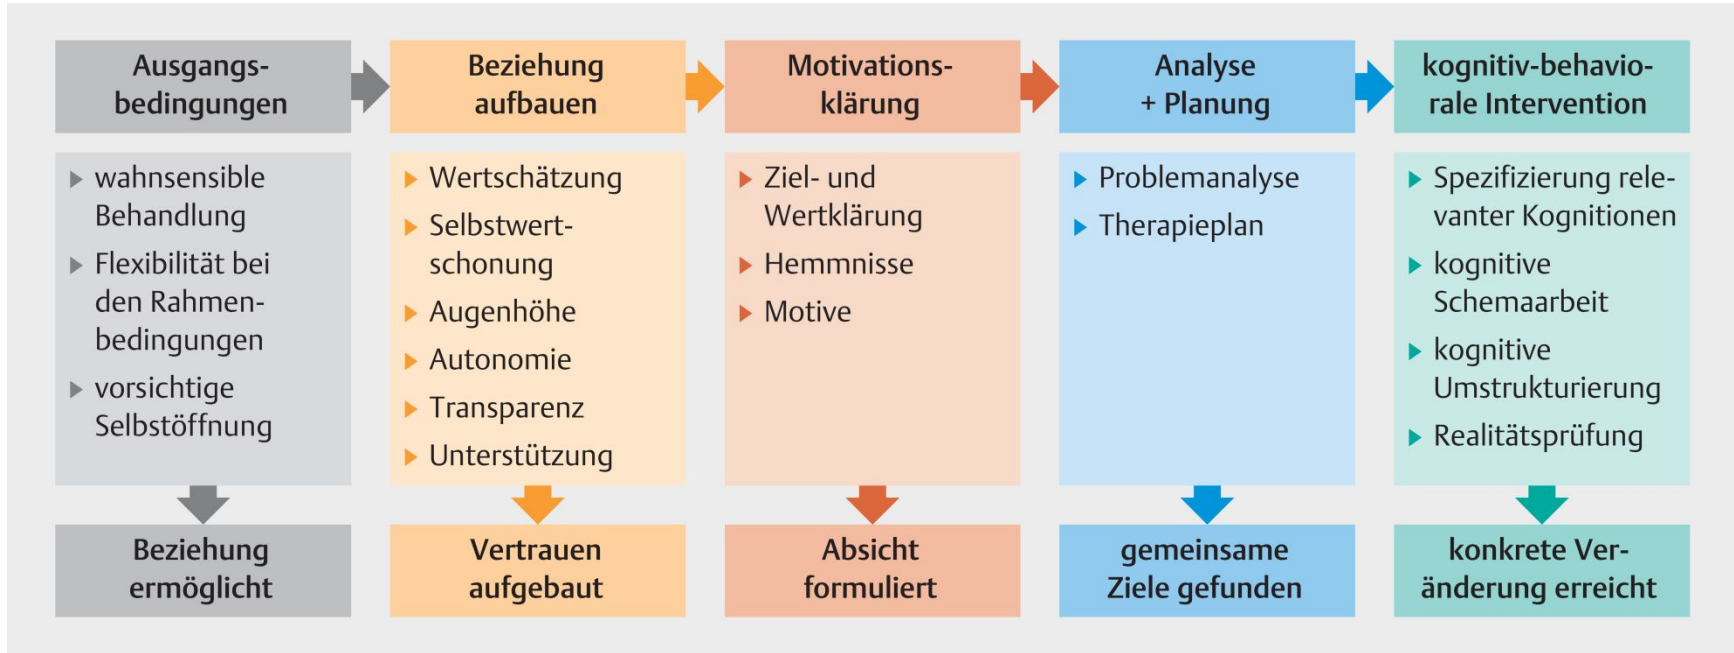 Ausgangs-
bedingungen
Beziehung
aufbauen
Motivations-
klärung
Analyse
+ Planung
kognitiv-behavio-
rale Intervention
wahnsensible
Behandlung
Flexibilität bei
den Rahmen-
bedingungen
vorsichtige
Selbstöffnung
Wertschätzung
Selbstwert-
schonung
Augenhöhe
Autonomie
Transparenz
Unterstützung
Ziel- und
Wertklärung
Hemmnisse
Motive
Problemanalyse
Therapieplan
Spezifizierung rele-
vanter Kognitionen
kognitive
Schemaarbeit
kognitive
Umstrukturierung
Realitätsprüfung
Beziehung
ermöglicht
Vertrauen
aufgebaut
Absicht
formuliert
gemeinsame
Ziele gefunden
konkrete Ver-
änderung erreicht